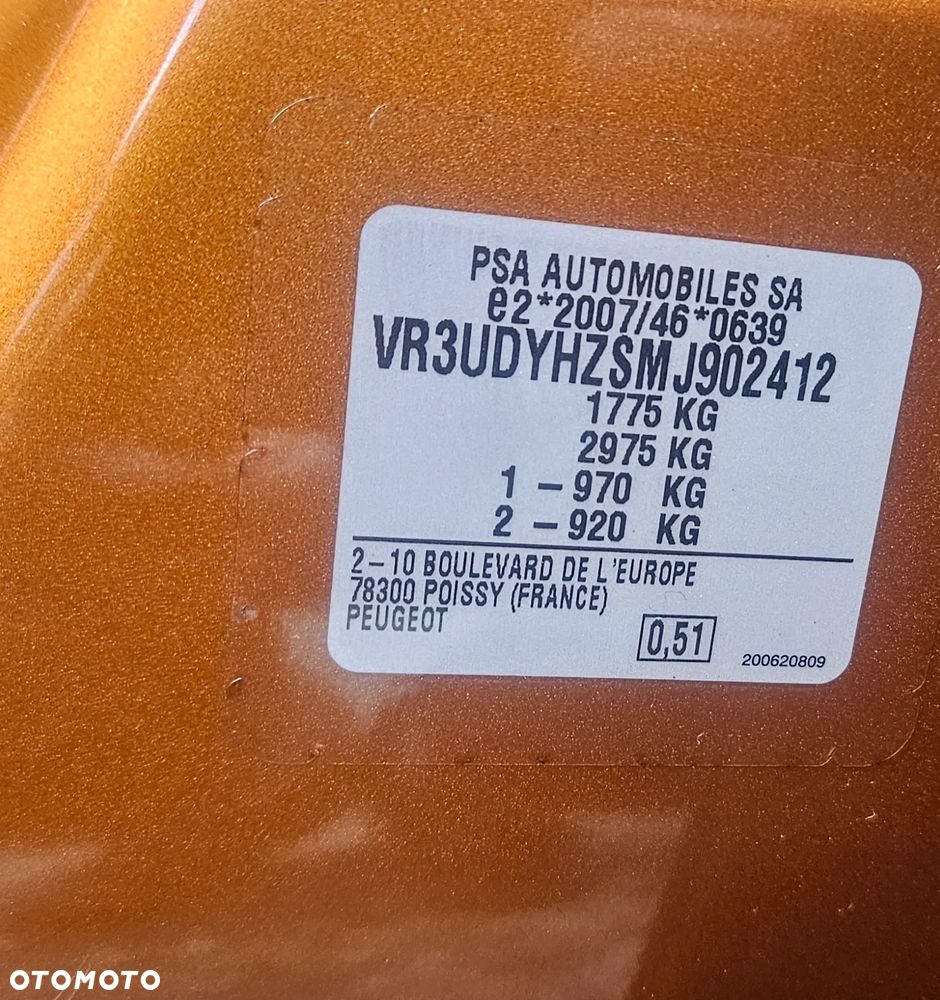 PSA AUTOMOBILES SA
e2*2007/46*0639
VR3UDYHZSMJ902412
1775 KG
2975 KG
1 - 970 KG
2 - 920 KG
2-10 BOULEVARD DE L'EUROPE
78300 POISSY (FRANCE)
PEUGEOT
0,51
200620809
OTOMOTO